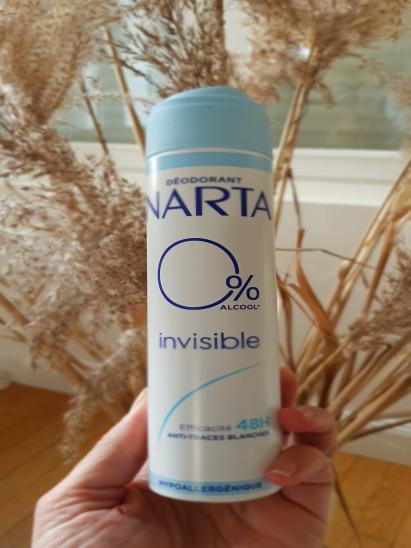 DÉODORANT
NARTA
0%
ALCOOL*
invisible
Efficacité 48H
ANTI-TRACES BLANCHES
HYPOALLERGÉNIQUE